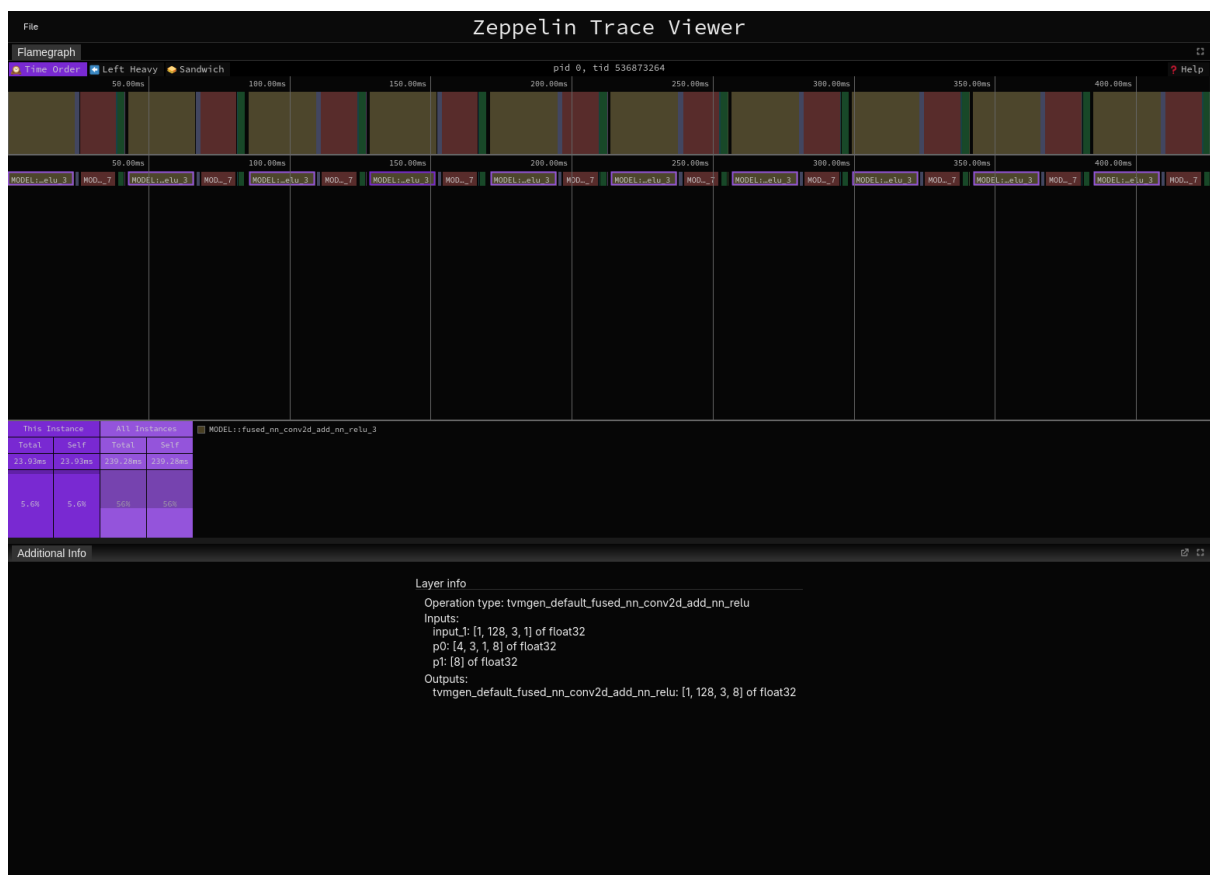 File
Zeppelin Trace Viewer
Flamegraph
Time Order Left Heavy Sandwich pid 0, tid 536873264 ? Help
50.00ms 100.00ms 150.00ms 200.00ms 250.00ms 300.00ms 350.00ms 400.00ms
50.00ms 100.00ms 150.00ms 200.00ms 250.00ms 300.00ms 350.00ms 400.00ms
MODEL:…elu_3 MOD…_7 MODEL:…elu_3 MOD…_7 MODEL:…elu_3 MOD…_7 MODEL:…elu_3 MOD…_7 MODEL:…elu_3 MOD…_7 MODEL:…elu_3 MOD…_7 MODEL:…elu_3 MOD…_7 MODEL:…elu_3 MOD…_7 MODEL:…elu_3 MOD…_7 MODEL:…elu_3 MOD…_7
This Instance All Instances MODEL::fused_nn_conv2d_add_nn_relu_3
Total Self Total Self
23.93ms 23.93ms 239.28ms 239.28ms
5.6% 5.6% 56% 56%
Additional Info
Layer info
Operation type: tvmgen_default_fused_nn_conv2d_add_nn_relu
Inputs:
input_1: [1, 128, 3, 1] of float32
p0: [4, 3, 1, 8] of float32
p1: [8] of float32
Outputs:
tvmgen_default_fused_nn_conv2d_add_nn_relu: [1, 128, 3, 8] of float32